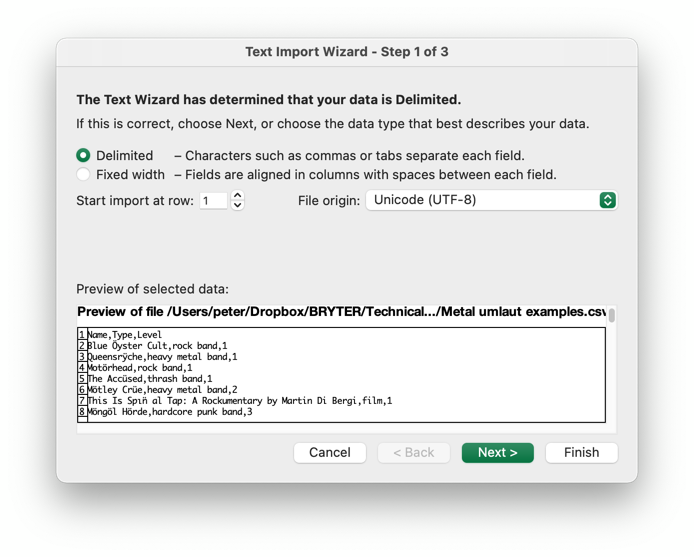 Text Import Wizard - Step 1 of 3
The Text Wizard has determined that your data is Delimited.
If this is correct, choose Next, or choose the data type that best describes your data.
Delimited – Characters such as commas or tabs separate each field.
Fixed width – Fields are aligned in columns with spaces between each field.
Start import at row: 1 File origin: Unicode (UTF-8)
Preview of selected data:
Preview of file /Users/peter/Dropbox/BRYTER/Technical.../Metal umlaut examples.csv
1 Name,Type,Level
2 Blue Öyster Cult,rock band,1
3 Queensrÿche,heavy metal band,1
4 Motörhead,rock band,1
5 The Accüsed,thrash band,1
6 Mötley Crüe,heavy metal band,2
7 This Is Spın̈ al Tap: A Rockumentary by Martin Di Bergi,film,1
8 Möngöl Hörde,hardcore punk band,3
Cancel < Back Next > Finish